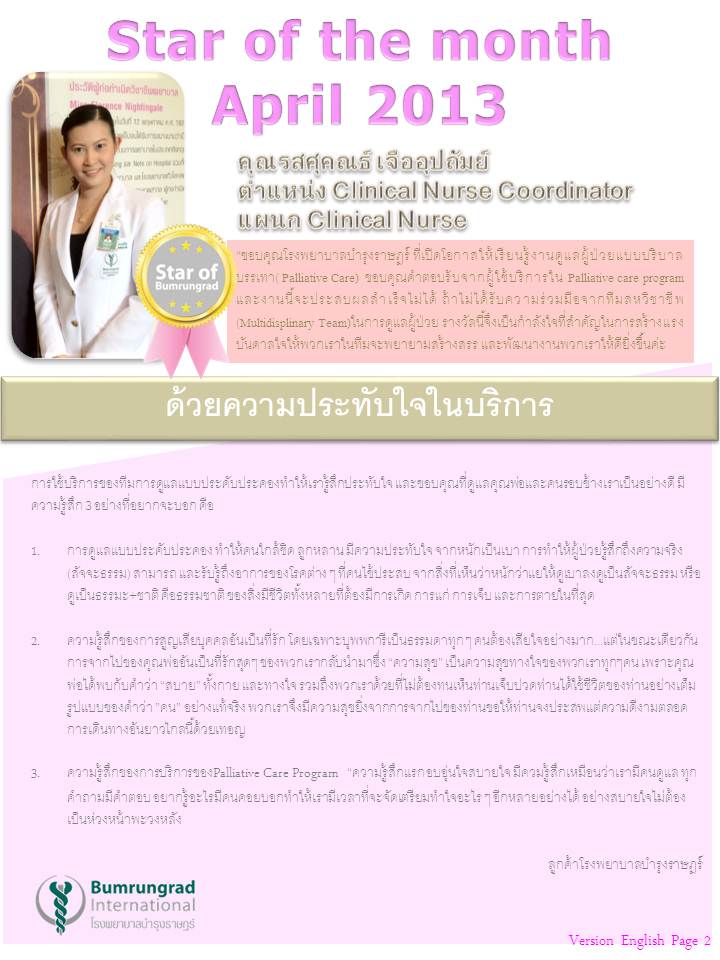 Star of the month
April 2013
ประวัติผู้ก่อกำเนิดวิชาชีพพยาบาล
Nightingale
คุณรสศุคณธ์ เจืออุปถัมย์
ตำแหน่ง Clinical Nurse Coordinator
แผนก Clinical Nurse
Star of
Bumrungrad
"ขอบคุณโรงพยาบาลบำรุงราษฎร์ ที่เปิดโอกาสให้เรียนรู้งานดูแลผู้ป่วยแบบบริบาล
บรรเทา( Palliative Care) ขอบคุณคำตอบรับจากผู้ใช้บริการใน Palliative care program
และงานนี้จะประสบผลสำเร็จไม่ได้ ถ้าไม่ได้รับความร่วมมือจากทีมสหวิชาชีพ
(Multidisplinary Team)ในการดูแลผู้ป่วย รางวัลนี้จึงเป็นกำลังใจที่สำคัญในการสร้างแรง
บันดาลใจให้พวกเราในทีมจะพยายามสร้างสรร และพัฒนางานพวกเราให้ดียิ่งขึ้นค่ะ
ด้วยความประทับใจในบริการ
การใช้บริการของทีมการดูแลแบบประคับประคองทำให้เรารู้สึกประทับใจ และขอบคุณที่ดูแลคุณพ่อและคนรอบข้างเราเป็นอย่างดี มี
ความรู้สึก 3 อย่างที่อยากจะบอก คือ
1. การดูแลแบบประคับประคอง ทำให้คนใกล้ชิด ลูกหลาน มีความประทับใจ จากหนักเป็นเบา การทำให้ผู้ป่วยรู้สึกถึงความจริง
(สัจจะธรรม) สามารถ และรับรู้ถึงอาการของโรคต่าง ๆ ที่คนไข้ประสบ จากสิ่งที่เห็นว่าหนักว่าแย่ให้ดูเบาลงดูเป็นสัจจะธรรม หรือ
ดูเป็นธรรมะ+ชาติ คือธรรมชาติ ของสิ่งมีชีวิตทั้งหลายที่ต้องมีการเกิด การแก่ การเจ็บ และการตายในที่สุด
2. ความรู้สึกของการสูญเสียบุคคลอันเป็นที่รัก โดยเฉพาะบุพพการีเป็นธรรมดาทุกๆ คนต้องเสียใจอย่างมาก...แต่ในขณะเดียวกัน
การจากไปของคุณพ่ออันเป็นที่รักสุดๆ ของพวกเรากลับนำมาซึ่ง "ความสุข" เป็นความสุขทางใจของพวกเราทุกๆคน เพราะคุณ
พ่อได้พบกับคำว่า "สบาย" ทั้งกาย และทางใจ รวมถึงพวกเราด้วยที่ไม่ต้องทนเห็นท่านเจ็บปวดท่านได้ใช้ชีวิตของท่านอย่างเต็ม
รูปแบบของคำว่า "คน" อย่างแท้จริง พวกเราจึงมีความสุขยิ่งจากการจากไปของท่านขอให้ท่านจงประสพแต่ความดีงามตลอด
การเดินทางอันยาวไกลนี้ด้วยเทอญ
3. ความรู้สึกของการบริการของPalliative Care Program "ความรู้สึกแรกอบอุ่นใจสบายใจ มีควมรู้สึกเหมือนว่าเรามีคนดูแล ทุก
คำถามมีคำตอบ อยากรู้อะไรมีคนคอยบอกทำให้เรามีเวลาที่จะจัดเตรียมทำใจอะไร ๆ อีกหลายอย่างได้ อย่างสบายใจไม่ต้อง
เป็นห่วงหน้าพะวงหลัง
ลูกค้าโรงพยาบาลบำรุงราษฎร์
Bumrungrad
International
โรงพยาบาลบำรุงราษฎร์
Version English Page 2